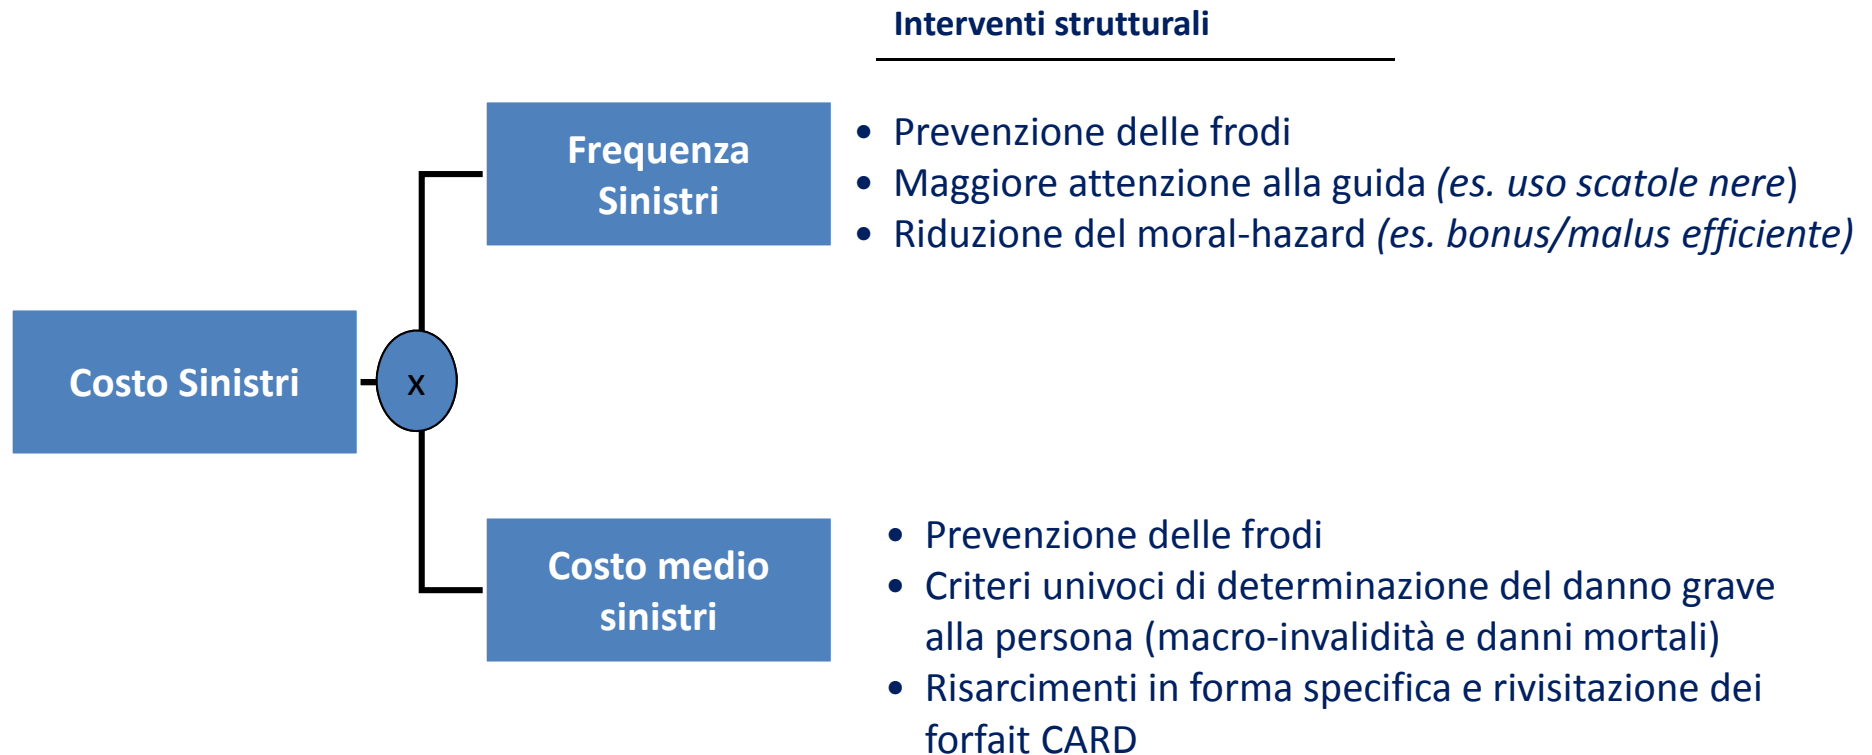 Interventi strutturali
Frequenza
Sinistri
• Prevenzione delle frodi
• Maggiore attenzione alla guida (es. uso scatole nere)
• Riduzione del moral-hazard (es. bonus/malus efficiente)
Costo Sinistri
x
Costo medio
sinistri
• Prevenzione delle frodi
• Criteri univoci di determinazione del danno grave
alla persona (macro-invalidità e danni mortali)
• Risarcimenti in forma specifica e rivisitazione dei
forfait CARD